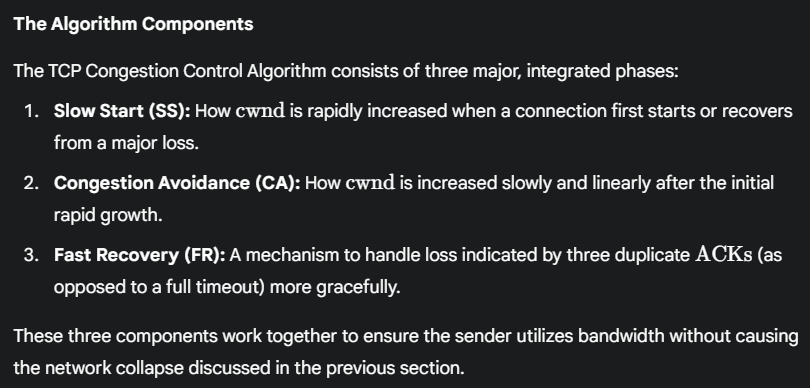 The Algorithm Components
The TCP Congestion Control Algorithm consists of three major, integrated phases:
1. Slow Start (SS): How cwnd is rapidly increased when a connection first starts or recovers
from a major loss.
2. Congestion Avoidance (CA): How cwnd is increased slowly and linearly after the initial
rapid growth.
3. Fast Recovery (FR): A mechanism to handle loss indicated by three duplicate ACKs (as
opposed to a full timeout) more gracefully.
These three components work together to ensure the sender utilizes bandwidth without causing
the network collapse discussed in the previous section.